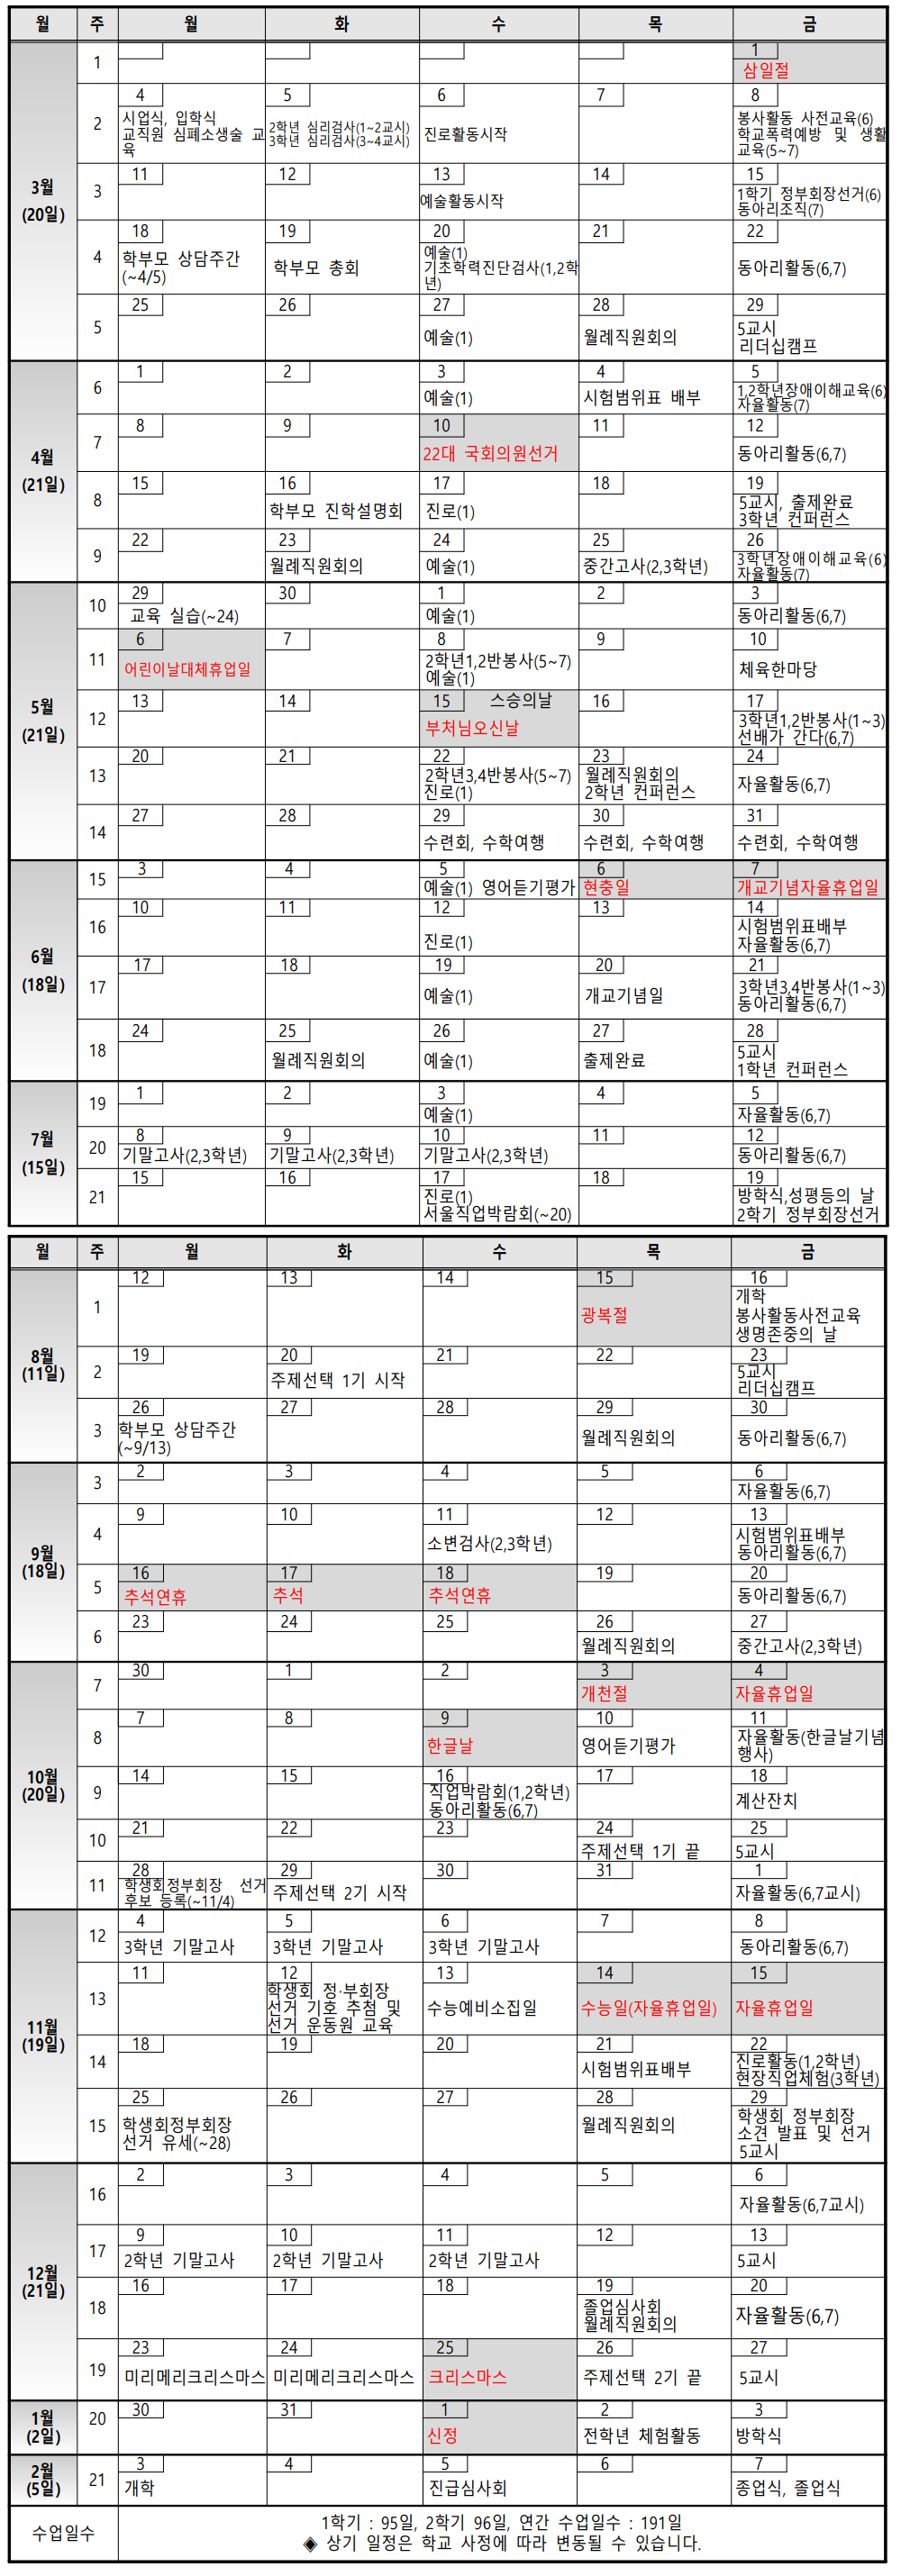 월 주 월 화 수 목 금
3월
(20일)
1
1
삼일절
2
4 5 6 7 8
시업식, 입학식
교직원 심폐소생술 교
육
2학년 심리검사(1~2교시)
3학년 심리검사(3~4교시)
진로활동시작
봉사활동 사전교육(6)
학교폭력예방 및 생활
교육(5~7)
3
11 12 13 14 15
예술활동시작
1학기 정부회장선거(6)
동아리조직(7)
4
18 19 20 21 22
학부모 상담주간
(~4/5)
학부모 총회
예술(1)
기초학력진단검사(1,2학
년)
동아리활동(6,7)
5
25 26 27 28 29
예술(1)
월례직원회의
5교시
리더십캠프
4월
(21일)
6
1 2 3 4 5
예술(1)
시험범위표 배부
1,2학년장애이해교육(6)
자율활동(7)
7
8 9 10 11 12
22대 국회의원선거
동아리활동(6,7)
8
15 16 17 18 19
학부모 진학설명회
진로(1)
5교시, 출제완료
3학년 컨퍼런스
9
22 23 24 25 26
월례직원회의
예술(1)
중간고사(2,3학년)
3학년장애이해교육(6)
자율활동(7)
5월
(21일)
10
29 30 1 2 3
교육 실습(~24)
예술(1)
동아리활동(6,7)
11
6 7 8 9 10
어린이날대체휴업일
2학년1,2반봉사(5~7)
예술(1)
체육한마당
12
13 14 15 스승의날 16 17
부처님오신날
3학년1,2반봉사(1~3)
선배가 간다(6,7)
13
20 21 22 23 24
2학년3,4반봉사(5~7)
진로(1)
월례직원회의
2학년 컨퍼런스
자율활동(6,7)
14
27 28 29 30 31
수련회, 수학여행
수련회, 수학여행
수련회, 수학여행
6월
(18일)
15
3 4 5 6 7
예술(1) 영어듣기평가
현충일
개교기념자율휴업일
16
10 11 12 13 14
진로(1)
시험범위표배부
자율활동(6,7)
17
17 18 19 20 21
예술(1)
개교기념일
3학년3,4반봉사(1~3)
동아리활동(6,7)
18
24 25 26 27 28
월례직원회의
예술(1)
출제완료
5교시
1학년 컨퍼런스
7월
(15일)
19
1 2 3 4 5
예술(1)
자율활동(6,7)
20
8 9 10 11 12
기말고사(2,3학년)
기말고사(2,3학년)
기말고사(2,3학년)
동아리활동(6,7)
21
15 16 17 18 19
진로(1)
서울직업박람회(~20)
방학식,성평등의 날
2학기 정부회장선거
월 주 월 화 수 목 금
8월
(11일)
1
12 13 14 15 16
광복절
개학
봉사활동사전교육
생명존중의 날
2
19 20 21 22 23
주제선택 1기 시작
5교시
리더십캠프
3
26 27 28 29 30
학부모 상담주간
(~9/13)
월례직원회의
동아리활동(6,7)
9월
(18일)
3
2 3 4 5 6
자율활동(6,7)
4
9 10 11 12 13
소변검사(2,3학년)
시험범위표배부
동아리활동(6,7)
5
16 17 18 19 20
추석연휴
추석
추석연휴
동아리활동(6,7)
6
23 24 25 26 27
월례직원회의
중간고사(2,3학년)
10월
(20일)
7
30 1 2 3 4
개천절
자율휴업일
8
7 8 9 10 11
한글날
영어듣기평가
자율활동(한글날기념
행사)
9
14 15 16 17 18
직업박람회(1,2학년)
동아리활동(6,7)
계산잔치
10
21 22 23 24 25
주제선택 1기 끝
5교시
11
28 29 30 31 1
학생회정부회장 선거
후보 등록(~11/4)
주제선택 2기 시작
자율활동(6,7교시)
11월
(19일)
12
4 5 6 7 8
3학년 기말고사
3학년 기말고사
3학년 기말고사
동아리활동(6,7)
13
11 12 13 14 15
학생회 정·부회장
선거 기호 추첨 및
선거 운동원 교육
수능예비소집일
수능일(자율휴업일)
자율휴업일
14
18 19 20 21 22
시험범위표배부
진로활동(1,2학년)
현장직업체험(3학년)
15
25 26 27 28 29
학생회정부회장
선거 유세(~28)
월례직원회의
학생회 정부회장
소견 발표 및 선거
5교시
12월
(21일)
16
2 3 4 5 6
자율활동(6,7교시)
17
9 10 11 12 13
2학년 기말고사
2학년 기말고사
2학년 기말고사
5교시
18
16 17 18 19 20
졸업심사회
월례직원회의
자율활동(6,7)
19
23 24 25 26 27
미리메리크리스마스
미리메리크리스마스
크리스마스
주제선택 2기 끝
5교시
1월
(2일)
20
30 31 1 2 3
신정
전학년 체험활동
방학식
2월
(5일)
21
3 4 5 6 7
개학
진급심사회
종업식, 졸업식
수업일수
1학기 : 95일, 2학기 96일, 연간 수업일수 : 191일
◈ 상기 일정은 학교 사정에 따라 변동될 수 있습니다.